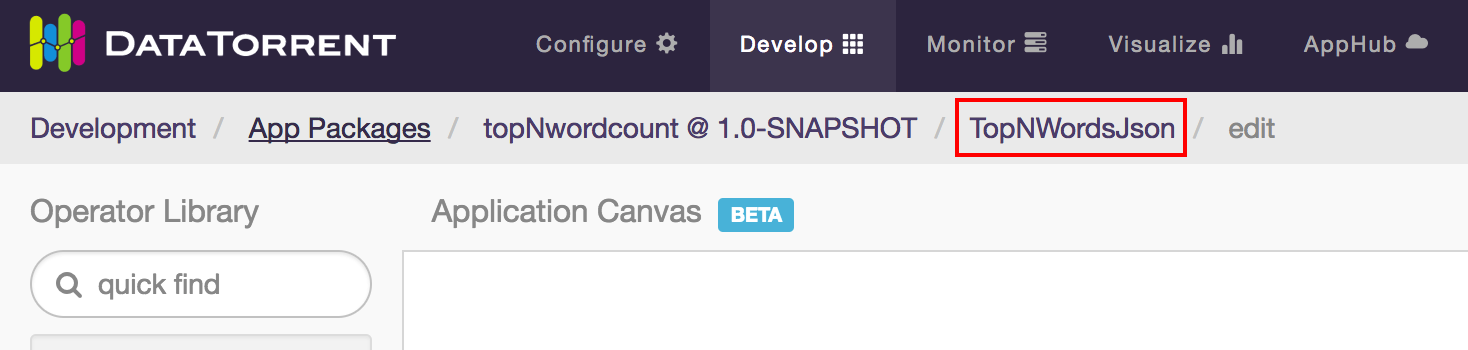 DATATORRENT Configure Develop Monitor Visualize AppHub
Development / App Packages / topNwordcount @ 1.0-SNAPSHOT / TopNWordsJson / edit
Operator Library Application Canvas BETA
quick find